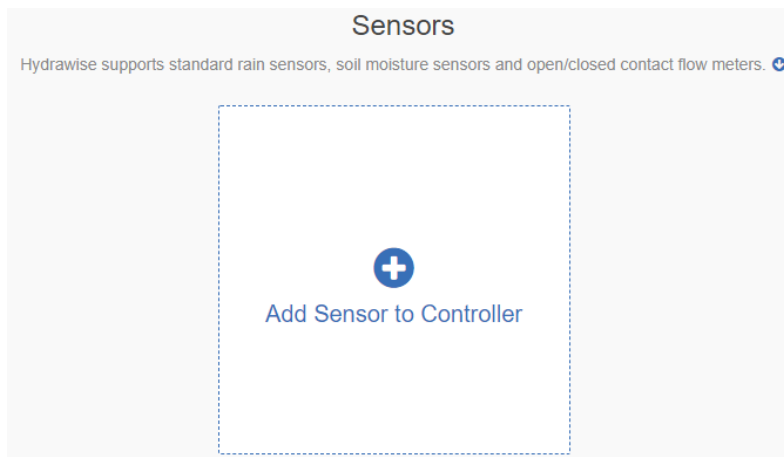 Sensors
Hydrawise supports standard rain sensors, soil moisture sensors and open/closed contact flow meters.
Add Sensor to Controller